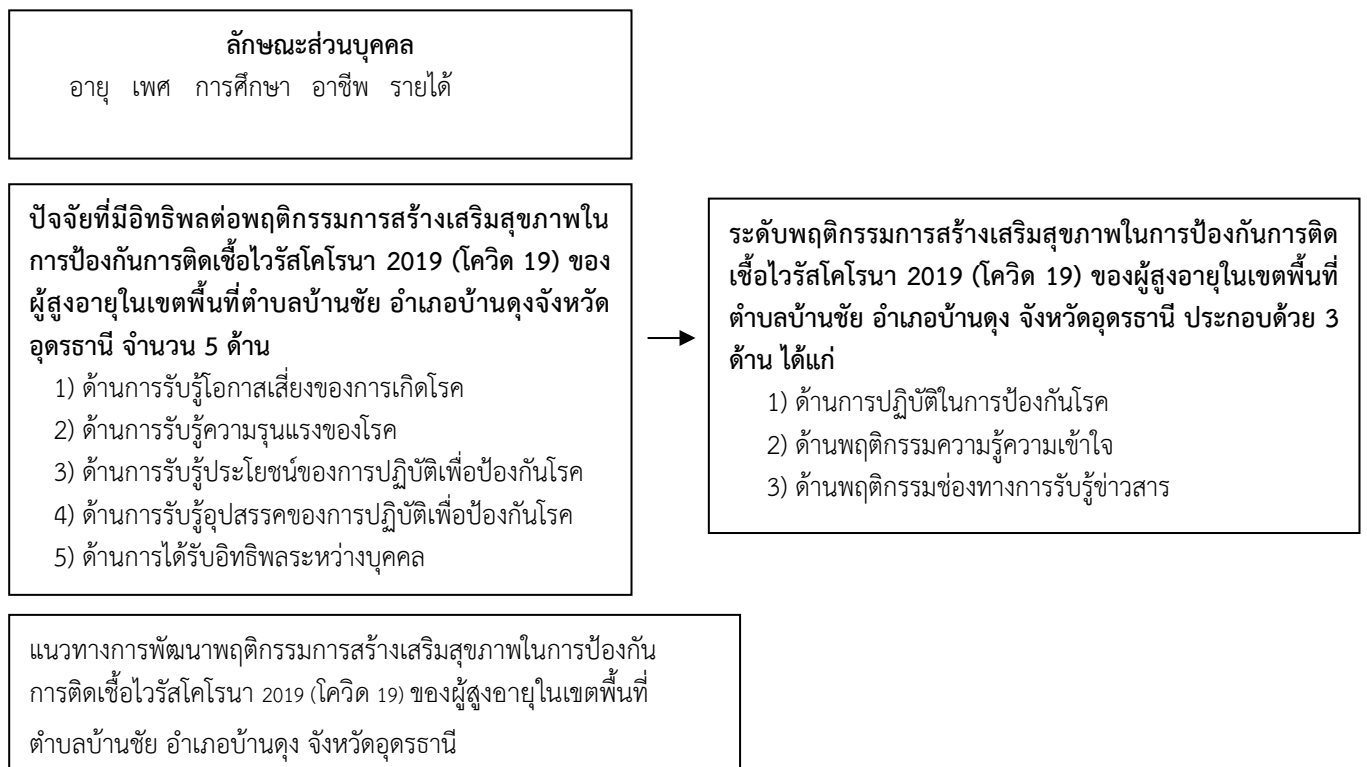 ลักษณะส่วนบุคคล
อายุ เพศ การศึกษา อาชีพ รายได้
ปัจจัยที่มีอิทธิพลต่อพฤติกรรมการสร้างเสริมสุขภาพใน
การป้องกันการติดเชื้อไวรัสโคโรนา 2019 (โควิด 19) ของ
ผู้สูงอายุในเขตพื้นที่ตำบลบ้านชัย อำเภอบ้านดุงจังหวัด
อุดรธานี จำนวน 5 ด้าน
1) ด้านการรับรู้โอกาสเสี่ยงของการเกิดโรค
2) ด้านการรับรู้ความรุนแรงของโรค
3) ด้านการรับรู้ประโยชน์ของการปฏิบัติเพื่อป้องกันโรค
4) ด้านการรับรู้อุปสรรคของการปฏิบัติเพื่อป้องกันโรค
5) ด้านการได้รับอิทธิพลระหว่างบุคคล
ระดับพฤติกรรมการสร้างเสริมสุขภาพในการป้องกันการติด
เชื้อไวรัสโคโรนา 2019 (โควิด 19) ของผู้สูงอายุในเขตพื้นที่
ตำบลบ้านชัย อำเภอบ้านดุง จังหวัดอุดรธานี ประกอบด้วย 3
ด้าน ได้แก่
1) ด้านการปฏิบัติในการป้องกันโรค
2) ด้านพฤติกรรมความรู้ความเข้าใจ
3) ด้านพฤติกรรมช่องทางการรับรู้ข่าวสาร
แนวทางการพัฒนาพฤติกรรมการสร้างเสริมสุขภาพในการป้องกัน
การติดเชื้อไวรัสโคโรนา 2019 (โควิด 19) ของผู้สูงอายุในเขตพื้นที่
ตำบลบ้านชัย อำเภอบ้านดุง จังหวัดอุดรธานี